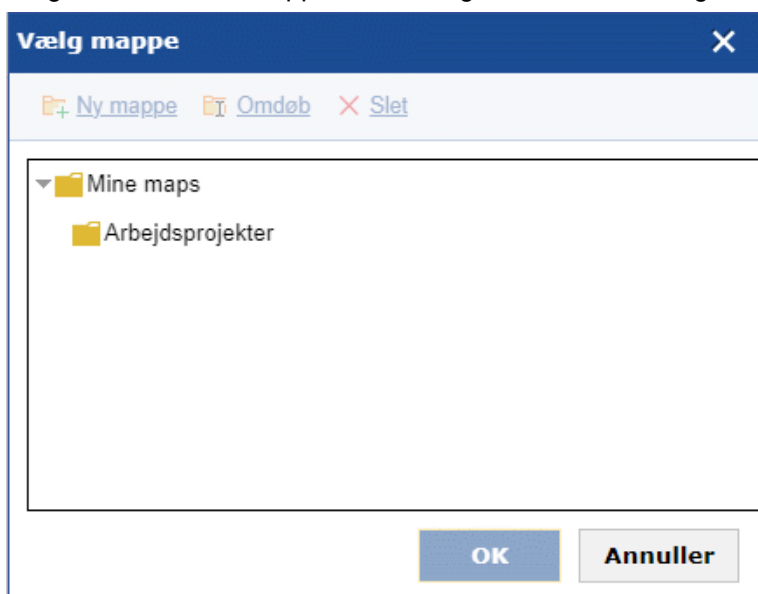 Vælg mappe
Ny mappe Omdøb Slet
Mine maps
Arbejdsprojekter
OK Annuller